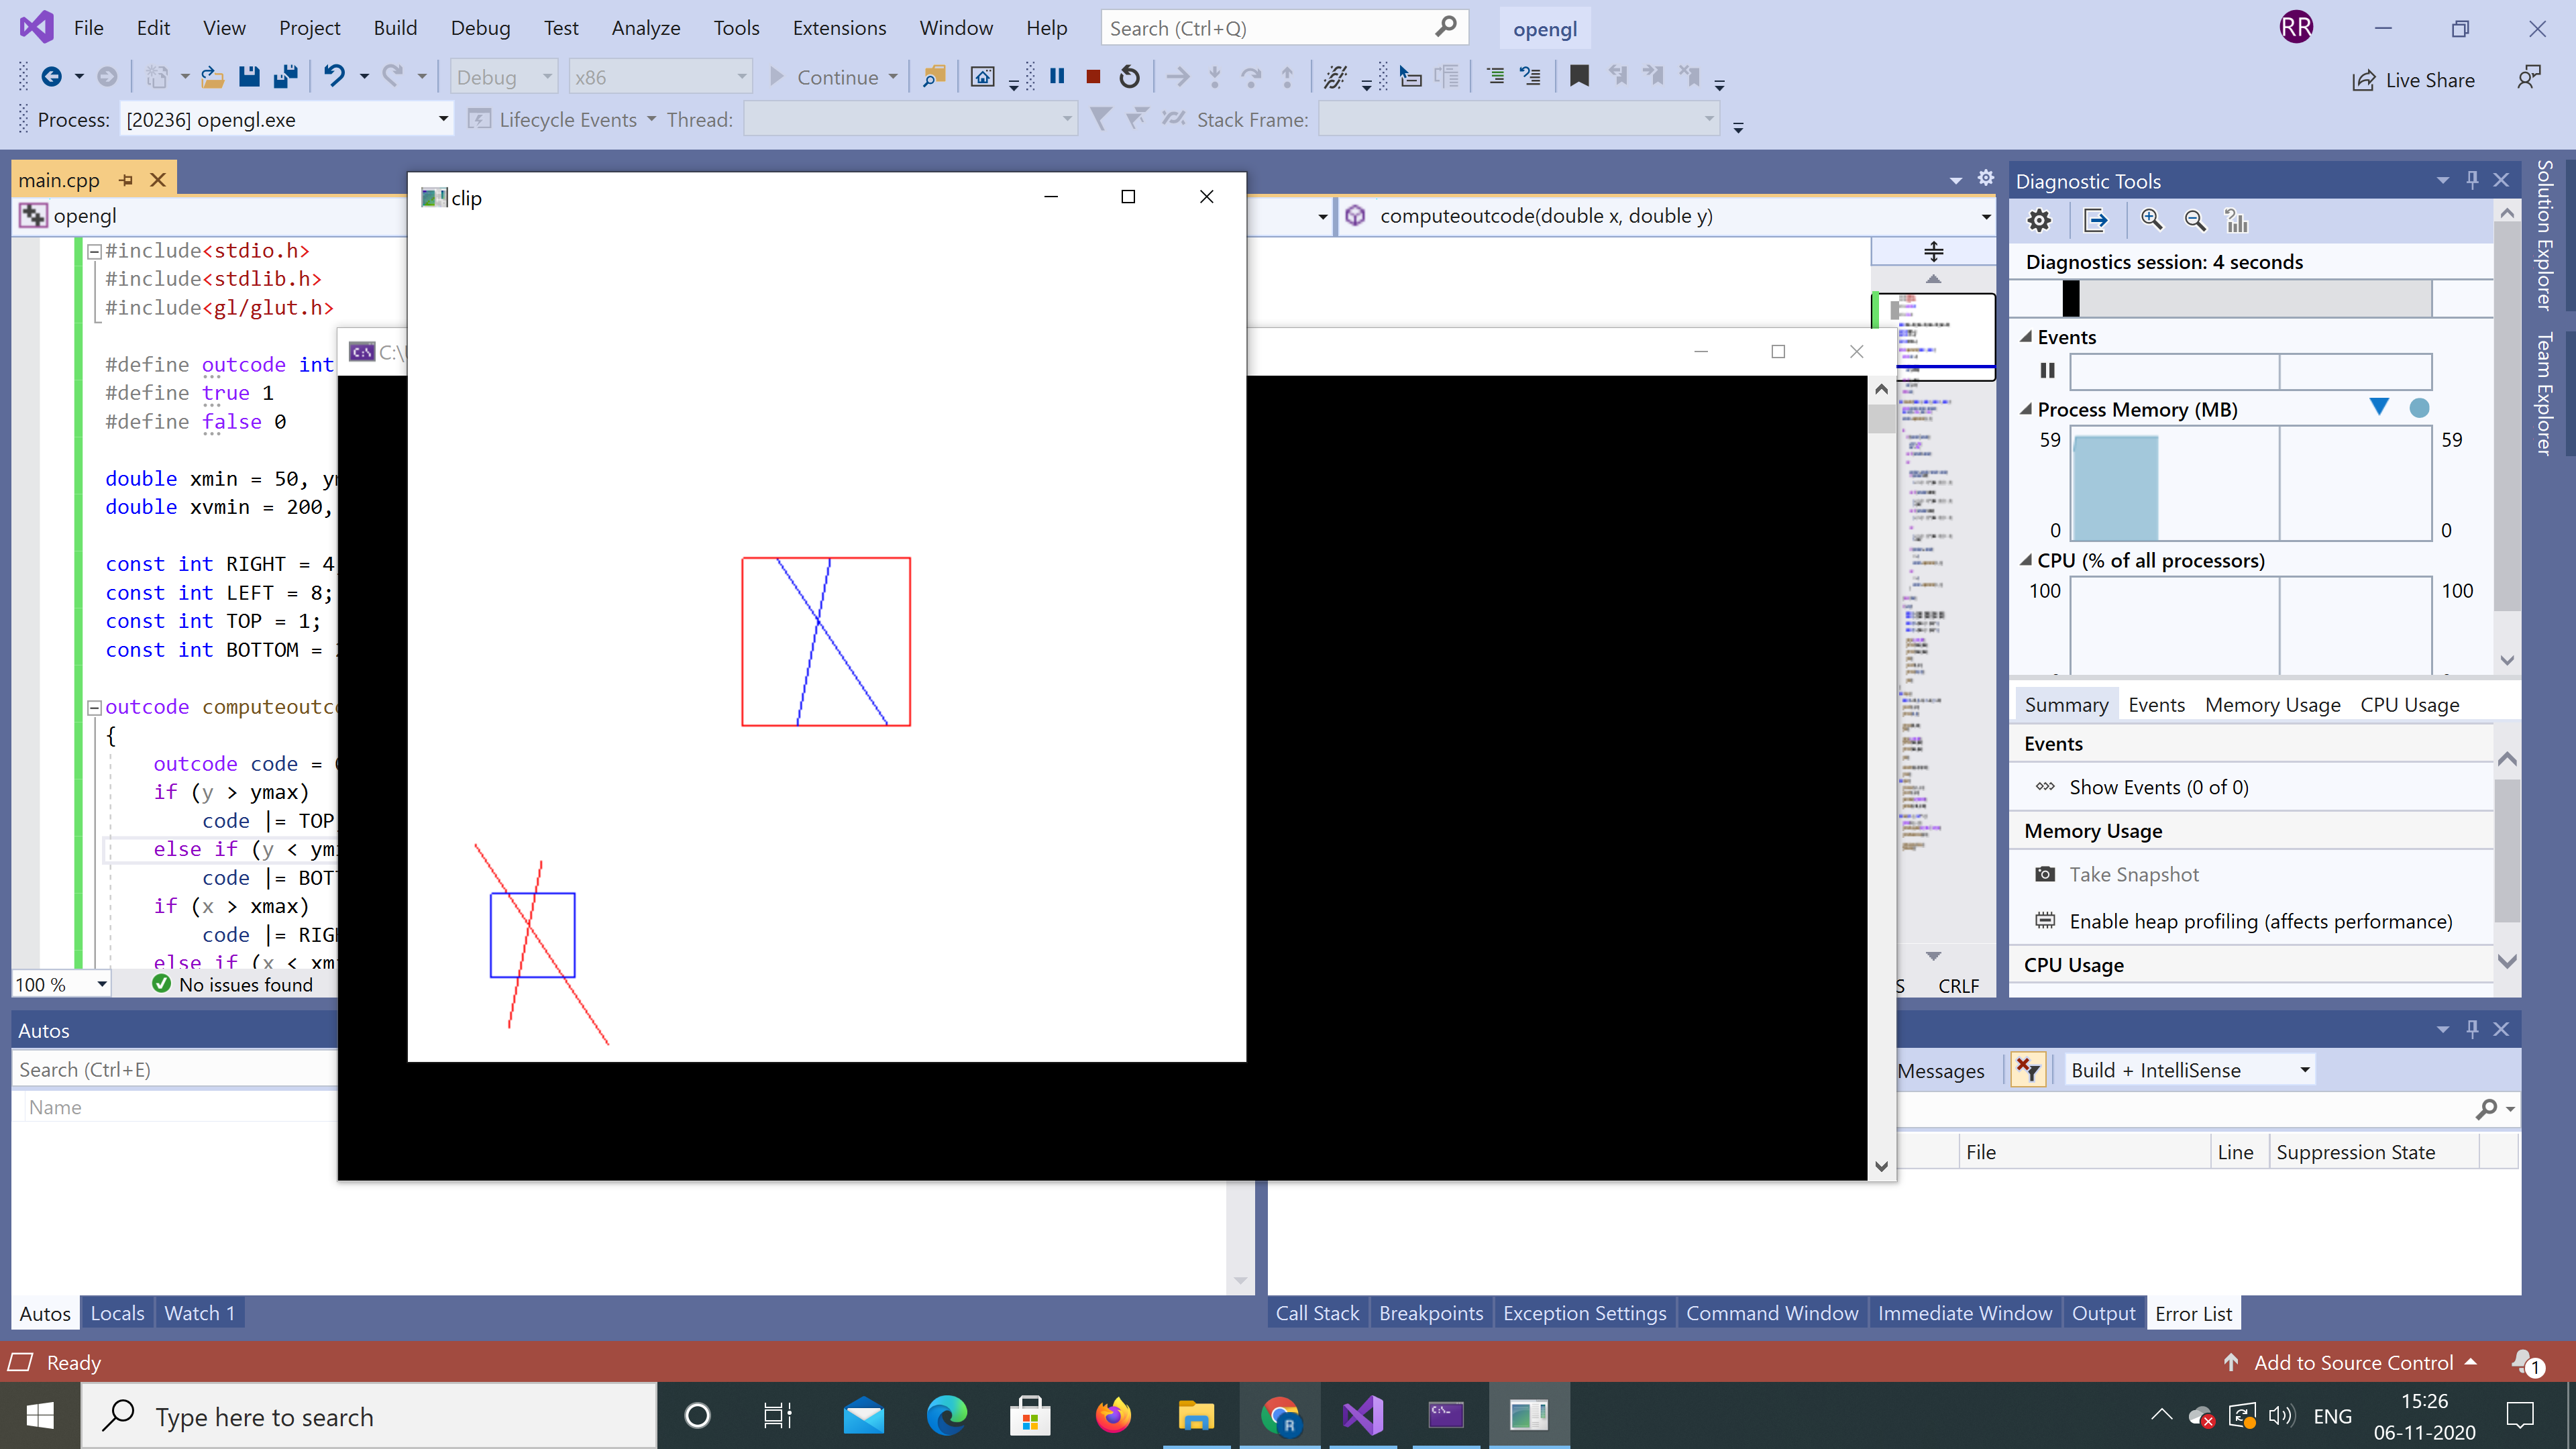 File Edit View Project Build Debug Test Analyze Tools Extensions Window Help Search (Ctrl+Q) opengl RR
Debug x86 Continue Live Share
Process: [20236] opengl.exe Lifecycle Events Thread: Stack Frame:
main.cpp
opengl
computeoutcode(double x, double y)
clip
#include<stdio.h>
#include<stdlib.h>
#include<gl/glut.h>
C:\
#define outcode int
#define true 1
#define false 0
double xmin = 50,
double xvmin = 200,
const int RIGHT = 4
const int LEFT = 8;
const int TOP = 1;
const int BOTTOM =
outcode
{
outcode code =
if (y > ymax)
code |= TOP
else if (y <
code |=
if (x > xmax)
code |=
else if (x <
100 % No issues found
CRLF
Diagnostic Tools
Diagnostics session: 4 seconds
Events
Process Memory (MB)
59 59
0 0
CPU (% of all processors)
100 100
Summary Events Memory Usage CPU Usage
Events
Show Events (0 of 0)
Memory Usage
Take Snapshot
Enable heap profiling (affects performance)
CPU Usage
Solution Explorer
Team Explorer
Autos
Search (Ctrl+E)
Name
Messages Build + IntelliSense
File Line Suppression State
Autos Locals Watch 1
Call Stack Breakpoints Exception Settings Command Window Immediate Window Output Error List
Ready Add to Source Control 1
Type here to search
ENG
15:26
06-11-2020